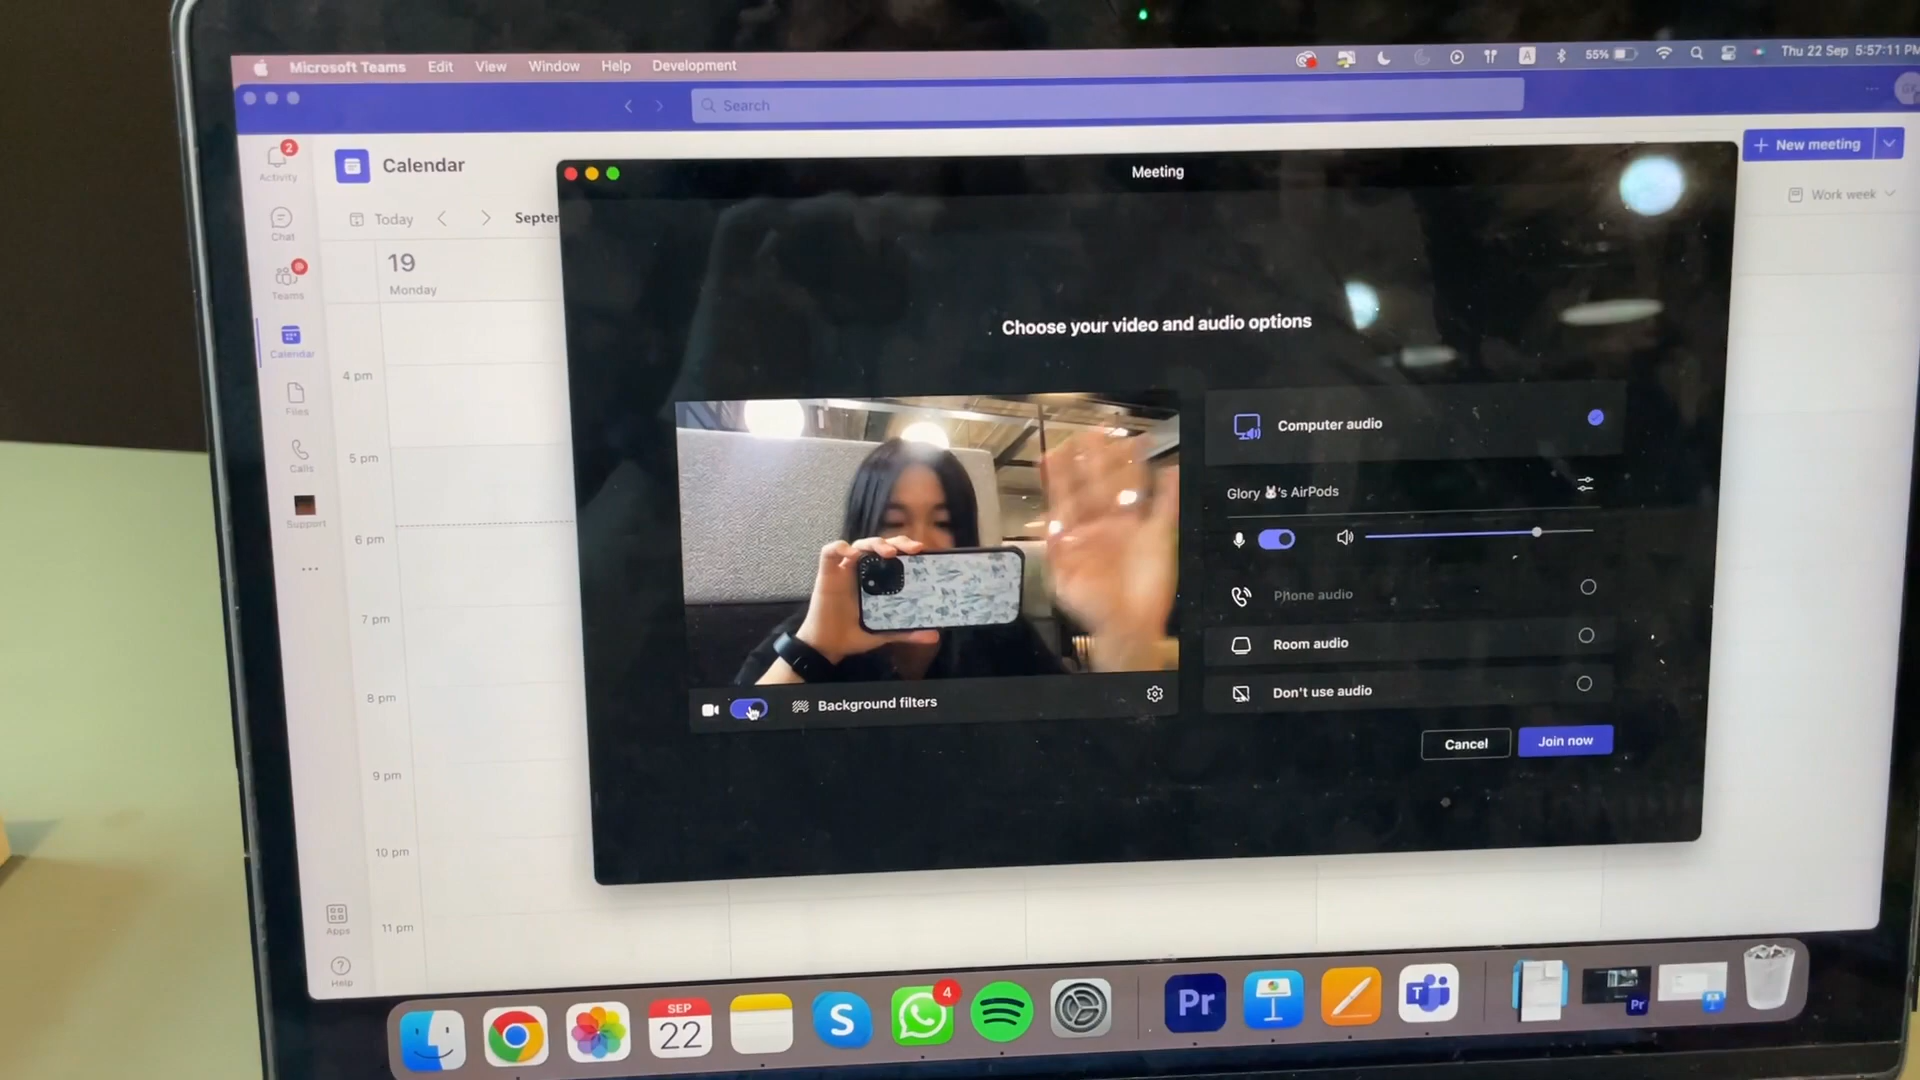 Microsoft Teams Edit View Window Help Development
A 55% Thu 22 Sep 5:57:11 PM
Search
2
Activity
Calendar
+ New meeting
Meeting
Chat
Today
Work week
Teams
19
Monday
Choose your video and audio options
Calendar
4 pm
Files
Computer audio
Calls
5 pm
Glory 🐰's AirPods
Support
6 pm
Phone audio
7 pm
Room audio
8 pm
Don't use audio
Background filters
Cancel Join now
9 pm
10 pm
Apps
11 pm
Help
SEP
22
S
4
Pr
T
Pr